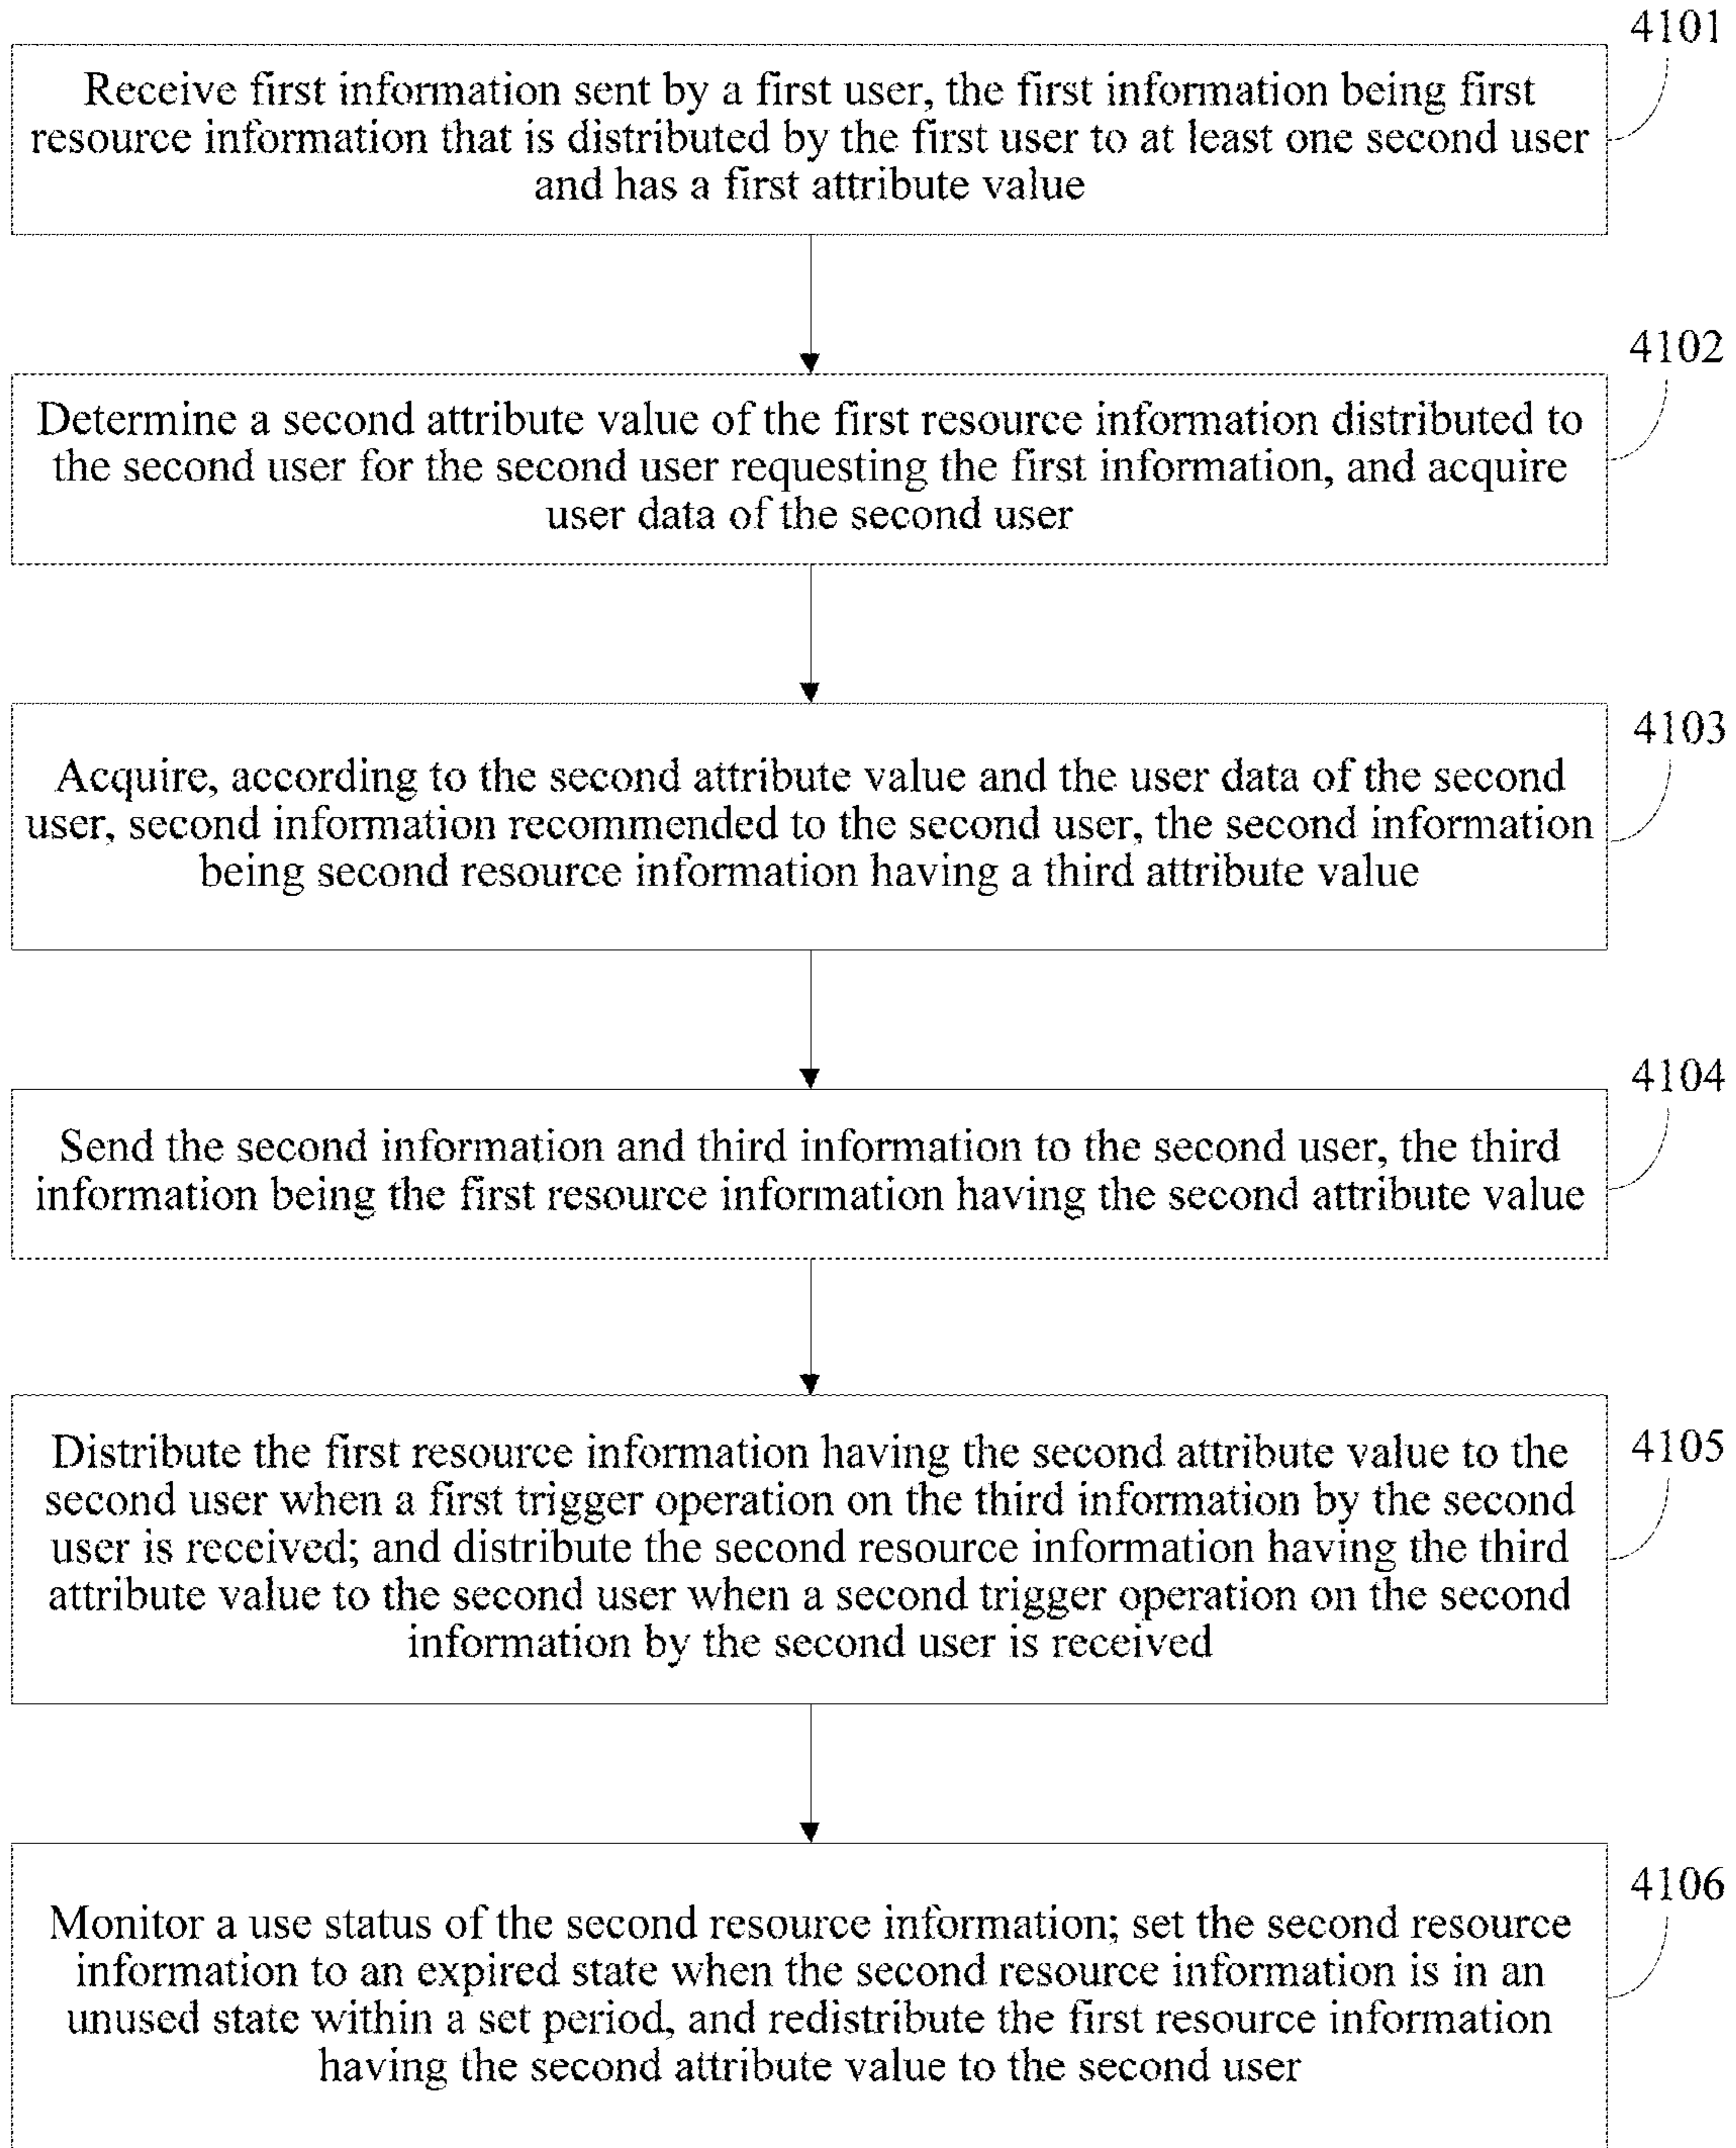 4101
Receive first information sent by a first user, the first information being first
resource information that is distributed by the first user to at least one second user
and has a first attribute value
4102
Determine a second attribute value of the first resource information distributed to
the second user for the second user requesting the first information, and acquire
user data of the second user
4103
Acquire, according to the second attribute value and the user data of the second
user, second information recommended to the second user, the second information
being second resource information having a third attribute value
4104
Send the second information and third information to the second user, the third
information being the first resource information having the second attribute value
4105
Distribute the first resource information having the second attribute value to the
second user when a first trigger operation on the third information by the second
user is received; and distribute the second resource information having the third
attribute value to the second user when a second trigger operation on the second
information by the second user is received
4106
Monitor a use status of the second resource information; set the second resource
information to an expired state when the second resource information is in an
unused state within a set period, and redistribute the first resource information
having the second attribute value to the second user